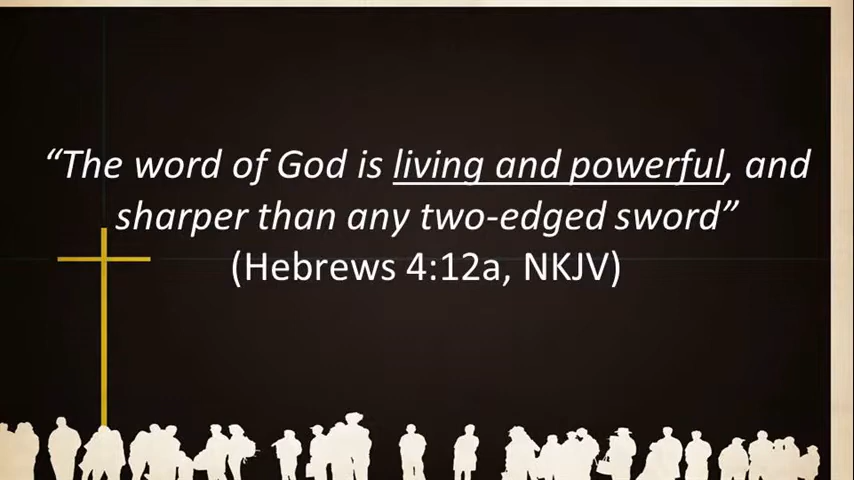 “The word of God is living and powerful, and
sharper than any two-edged sword”
(Hebrews 4:12a, NKJV)